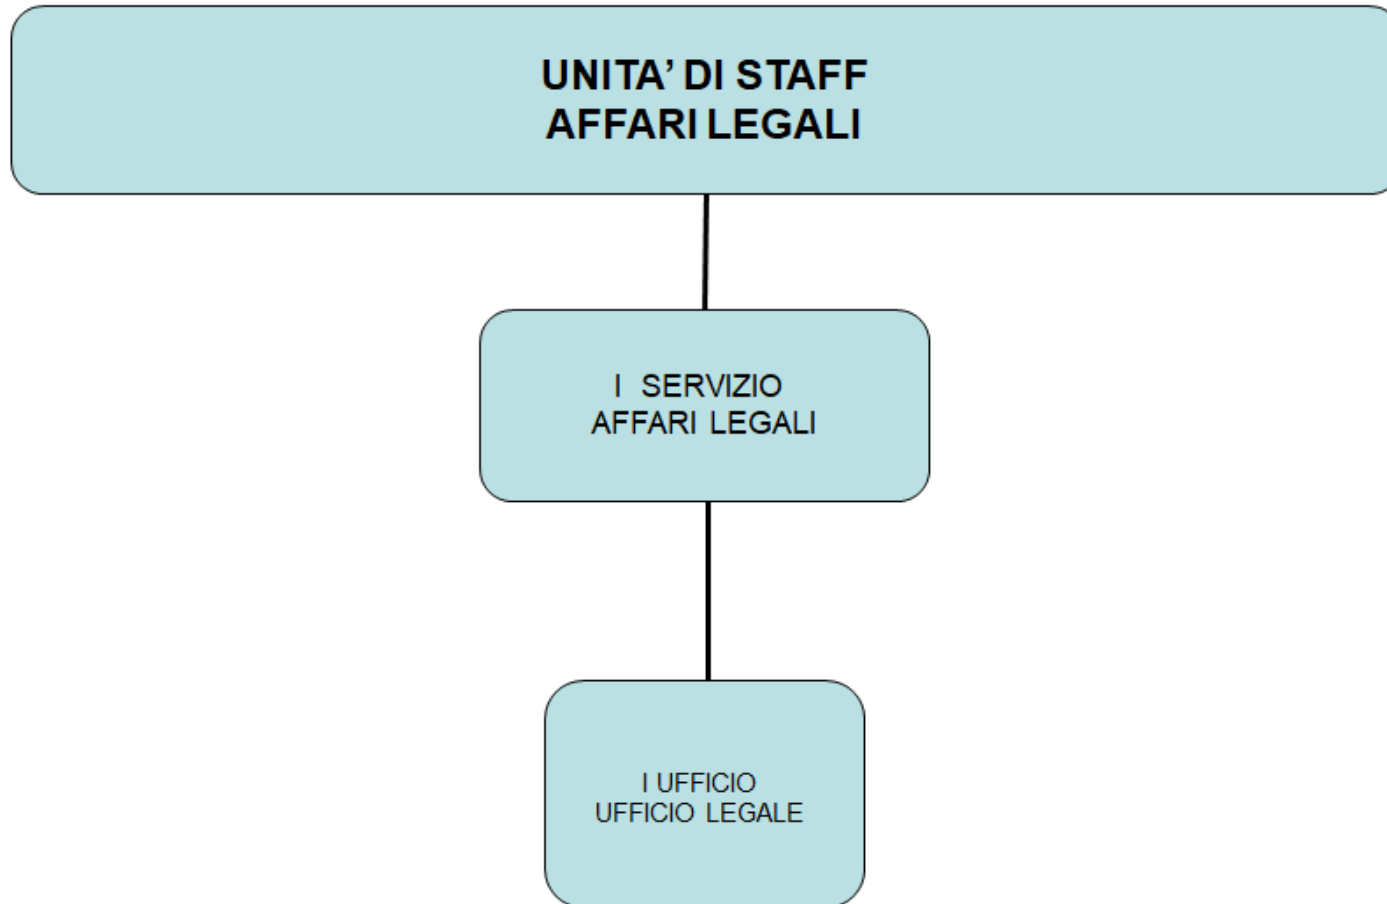 UNITA’ DI STAFF
AFFARI LEGALI
I SERVIZIO
AFFARI LEGALI
I UFFICIO
UFFICIO LEGALE